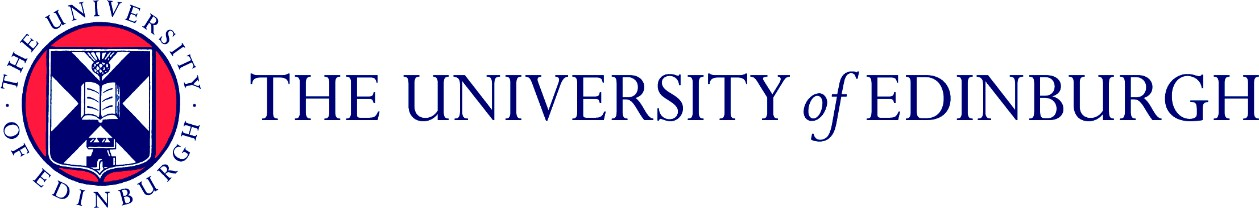 · THE UNIVERSITY · OF EDINBURGH
THE UNIVERSITY of EDINBURGH